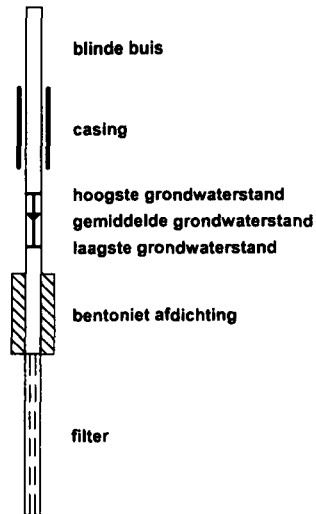 blinde buis
casing
hoogste grondwaterstand
gemiddelde grondwaterstand
laagste grondwaterstand
bentoniet afdichting
filter